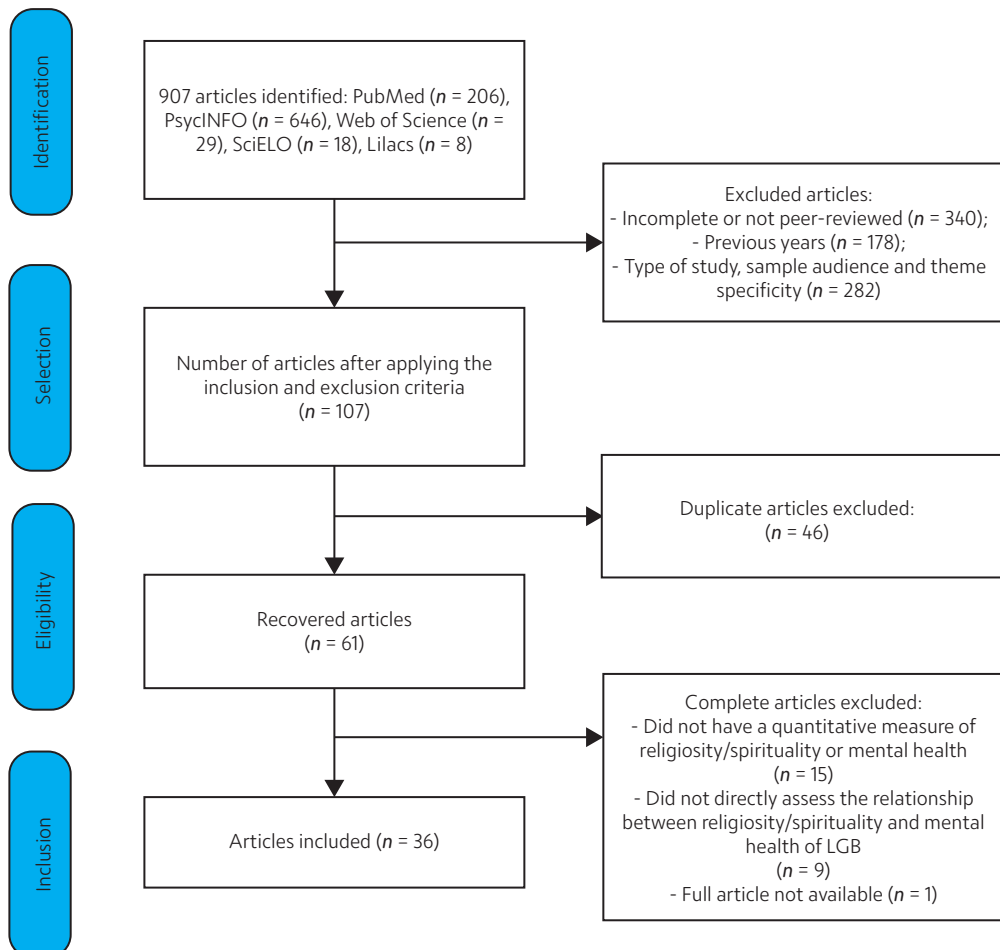 Identification
907 articles identified: PubMed (n = 206),
PsycINFO (n = 646), Web of Science (n =
29), SciELO (n = 18), Lilacs (n = 8)
Excluded articles:
- Incomplete or not peer-reviewed (n = 340);
- Previous years (n = 178);
- Type of study, sample audience and theme
specificity (n = 282)
Selection
Number of articles after applying the
inclusion and exclusion criteria
(n = 107)
Duplicate articles excluded:
(n = 46)
Eligibility
Recovered articles
(n = 61)
Complete articles excluded:
- Did not have a quantitative measure of
religiosity/spirituality or mental health
(n = 15)
- Did not directly assess the relationship
between religiosity/spirituality and mental
health of LGB
(n = 9)
- Full article not available (n = 1)
Inclusion
Articles included (n = 36)